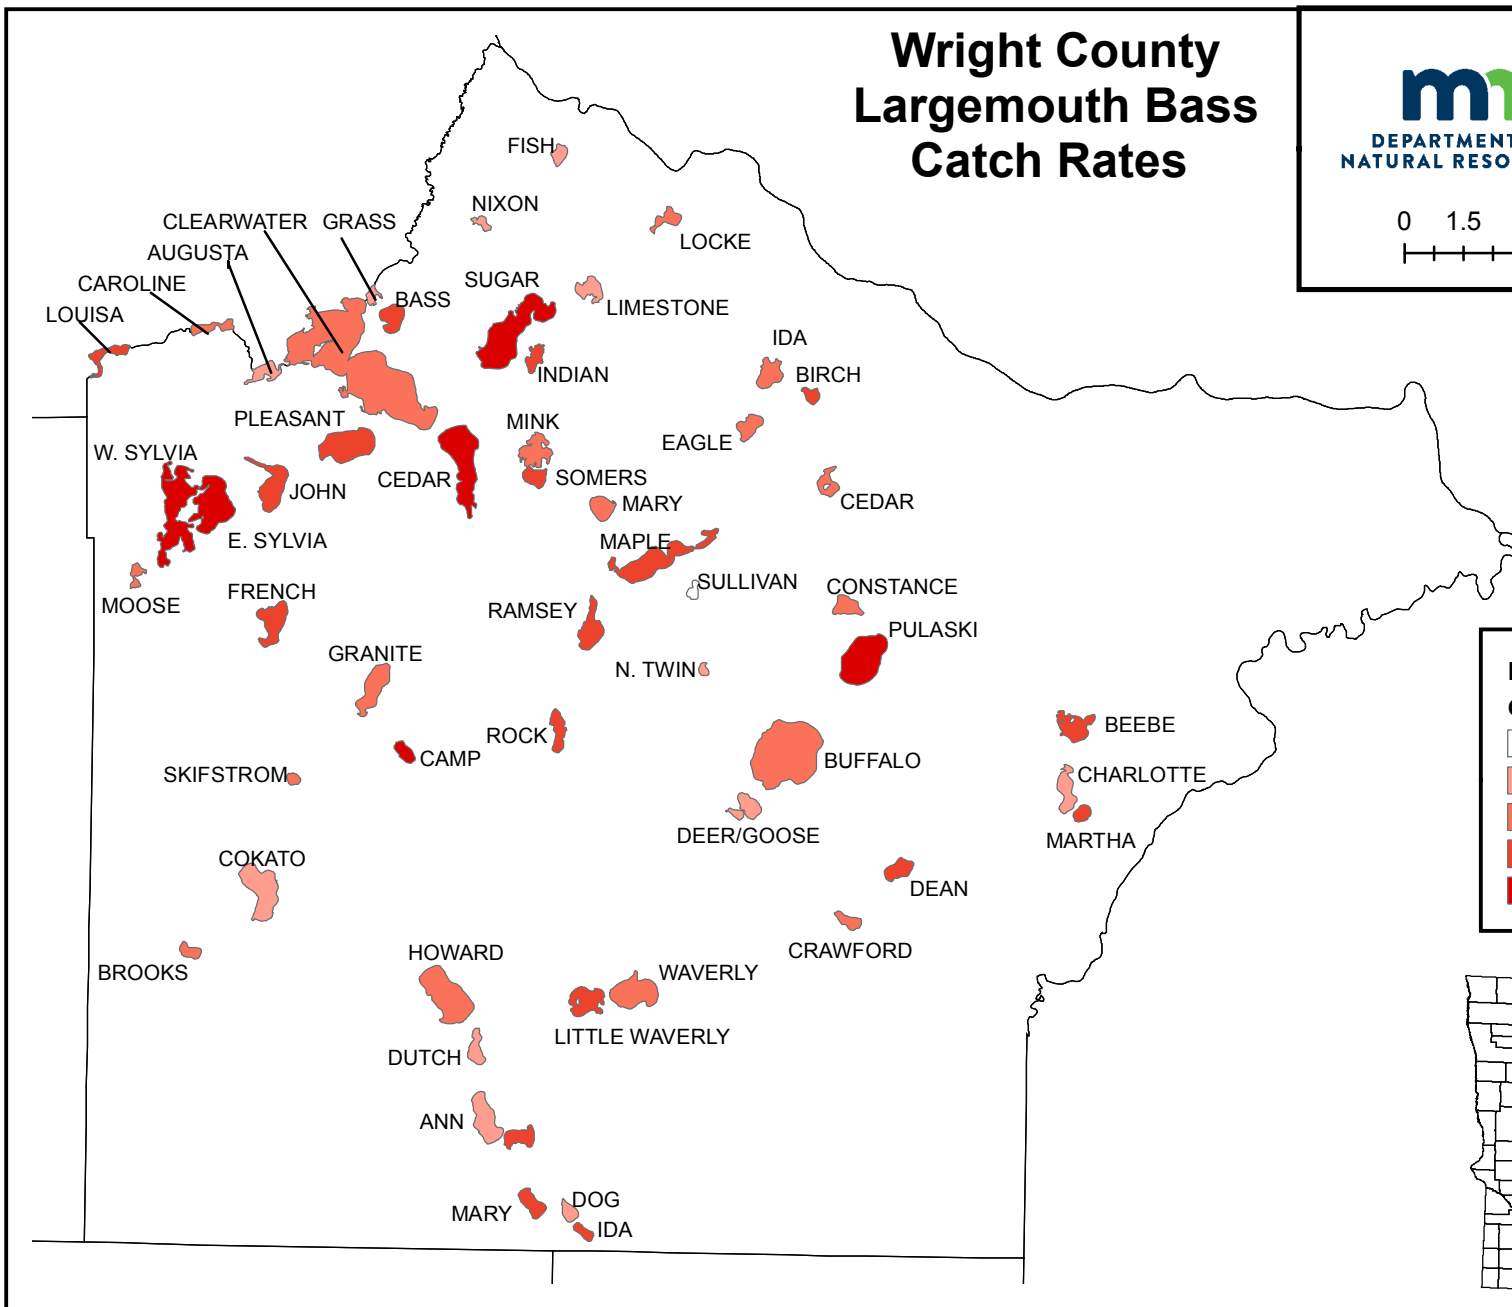 Wright County
Largemouth Bass
Catch Rates
DEPARTMENT
NATURAL RESO
0 1.5
FISH
NIXON
LOCKE
CLEARWATER GRASS
AUGUSTA
CAROLINE
LOUISA
BASS
SUGAR
LIMESTONE
INDIAN
IDA
BIRCH
PLEASANT
MINK
EAGLE
W. SYLVIA
CEDAR
SOMERS
JOHN
MARY
CEDAR
E. SYLVIA
MAPLE
SULLIVAN
CONSTANCE
MOOSE
FRENCH
RAMSEY
PULASKI
GRANITE
N. TWIN
ROCK
BEEBE
CAMP
BUFFALO
SKIFSTROM
CHARLOTTE
DEER/GOOSE
MARTHA
COKATO
DEAN
CRAWFORD
HOWARD
BROOKS
WAVERLY
LITTLE WAVERLY
DUTCH
ANN
DOG
MARY
IDA